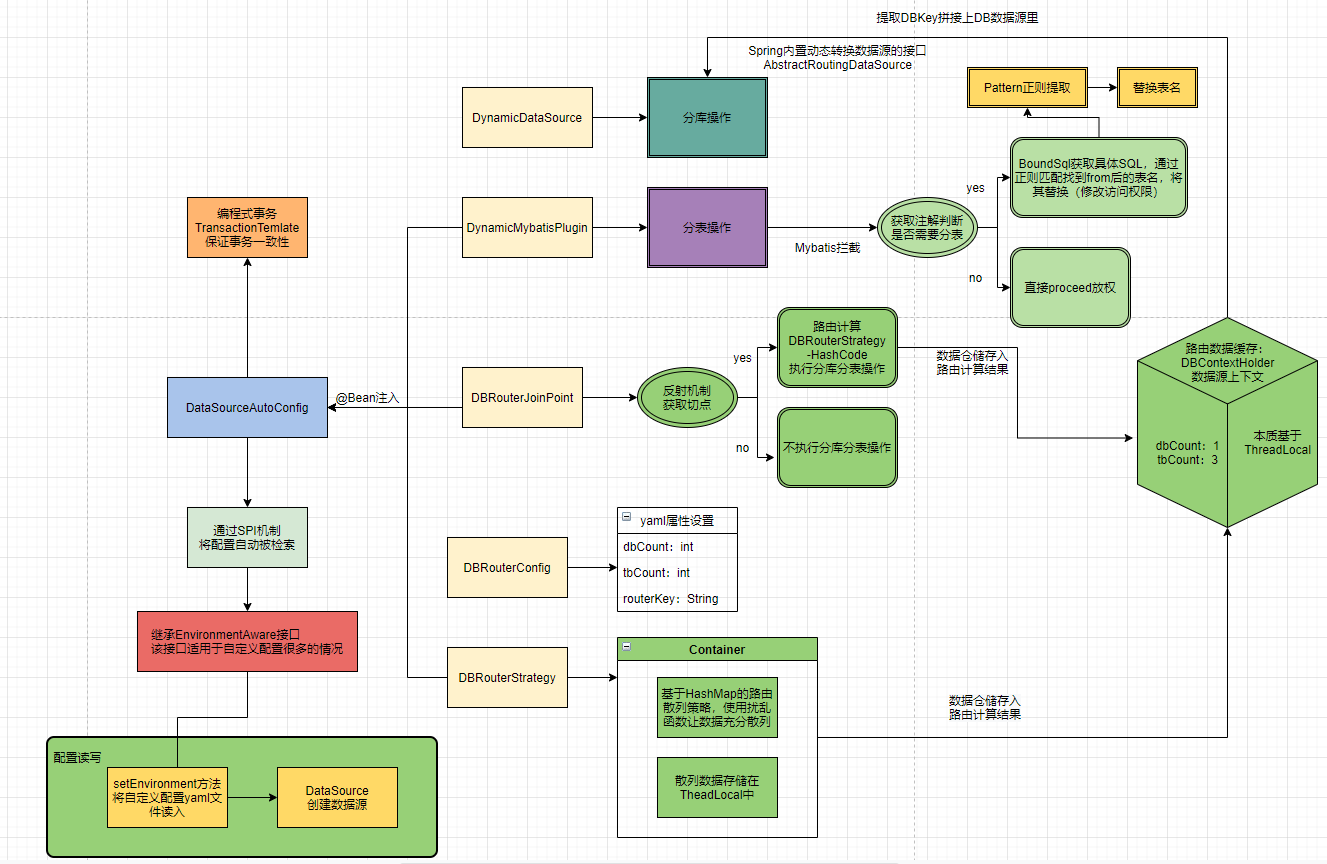 提取DBKey拼接上DB数据源里
Spring内置动态转换数据源的接口
AbstractRoutingDataSource
DynamicDataSource
分库操作
Pattern正则提取
替换表名
BoundSql获取具体SQL，通过
正则匹配找到from后的表名，将
其替换（修改访问权限）
yes
编程式事务
TransactionTemlate
保证事务一致性
DynamicMybatisPlugin
分表操作
Mybatis拦截
获取注解判断
是否需要分表
no
直接proceed放权
路由计算
DBRouterStrategy
-HashCode
执行分库分表操作
yes
数据仓储存入
路由计算结果
路由数据缓存：
DBContextHolder
数据源上下文
dbCount：1
tbCount：3
本质基于
ThreadLocal
DataSourceAutoConfig
@Bean注入
DBRouterJoinPoint
反射机制
获取切点
no
不执行分库分表操作
通过SPI机制
将配置自动被检索
DBRouterConfig
yaml属性设置
dbCount：int
tbCount：int
routerKey：String
继承EnvironmentAware接口
该接口适用于自定义配置很多的情况
DBRouterStrategy
Container
基于HashMap的路由
散列策略，使用扰乱
函数让数据充分散列
散列数据存储在
TheadLocal中
数据仓储存入
路由计算结果
配置读写
setEnvironment方法
将自定义配置yaml文
件读入
DataSource
创建数据源